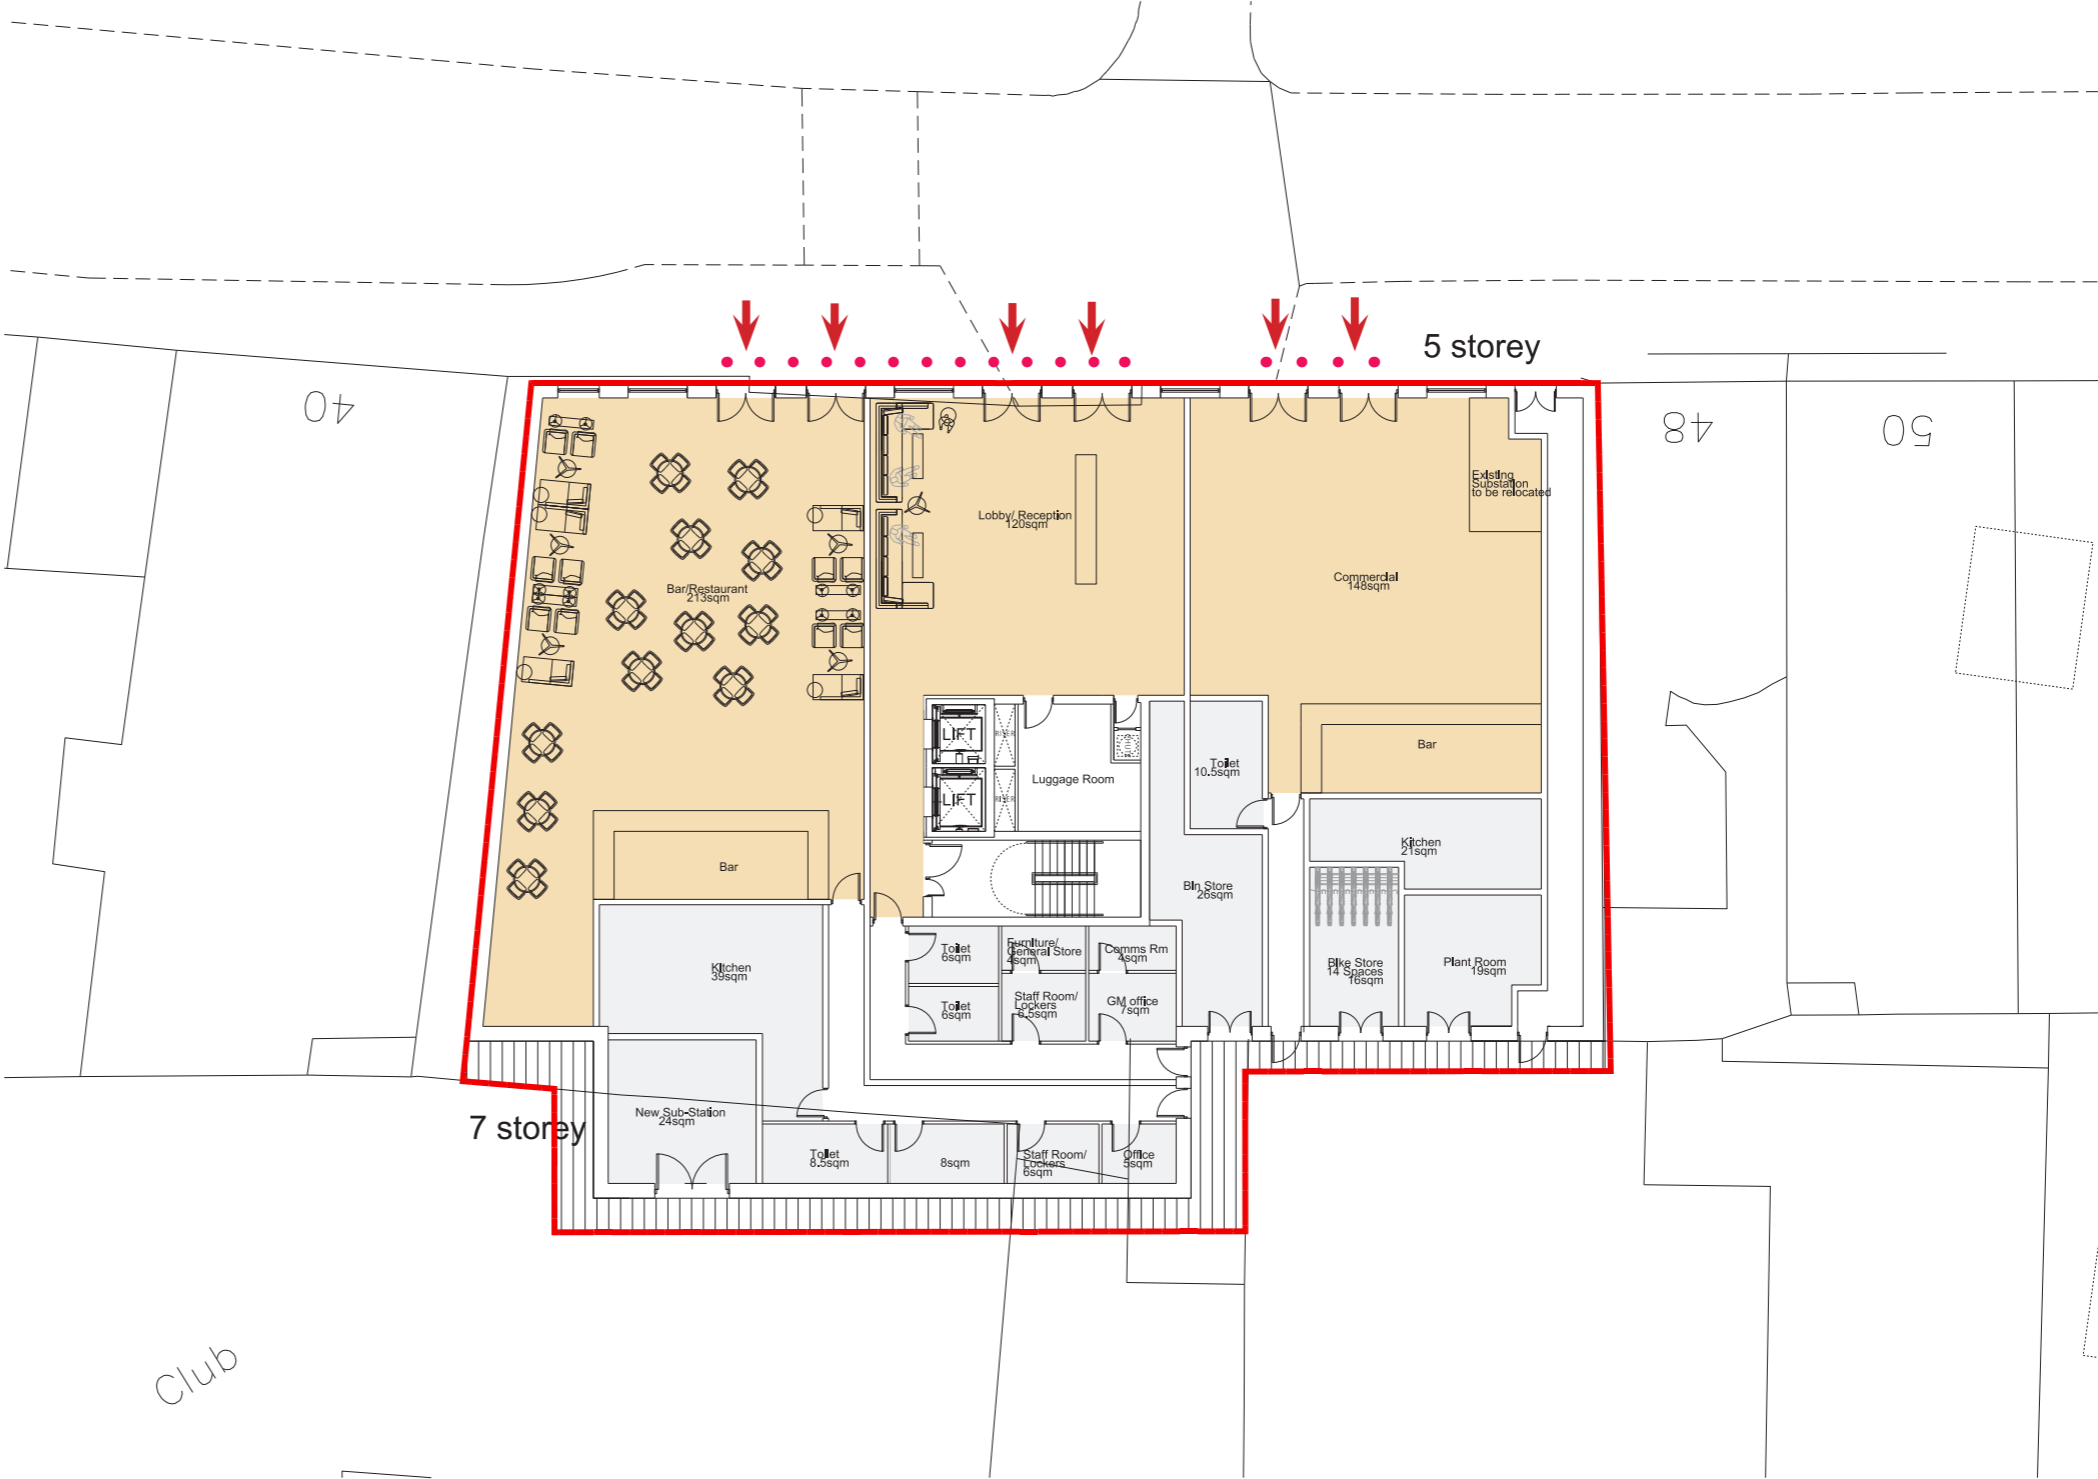 5 storey
40
48
50
Existing
Substation
to be relocated
Lobby/ Reception
120sqm
Commercial
148sqm
Bar/Restaurant
213sqm
LIFT
Bar
Toilet
10.5sqm
Luggage Room
LIFT
Kitchen
21sqm
Bar
Bin Store
26sqm
Toilet
6sqm
Furniture/
General Store
4sqm
Comms Rm
4sqm
Kitchen
39sqm
Bike Store
14 Spaces
16sqm
Plant Room
19sqm
Toilet
6sqm
Staff Room/
Lockers
6.5sqm
GM office
7sqm
7 storey
New Sub-Station
24sqm
Toilet
8.5sqm
8sqm
Staff Room/
Lockers
6sqm
Office
5sqm
Club